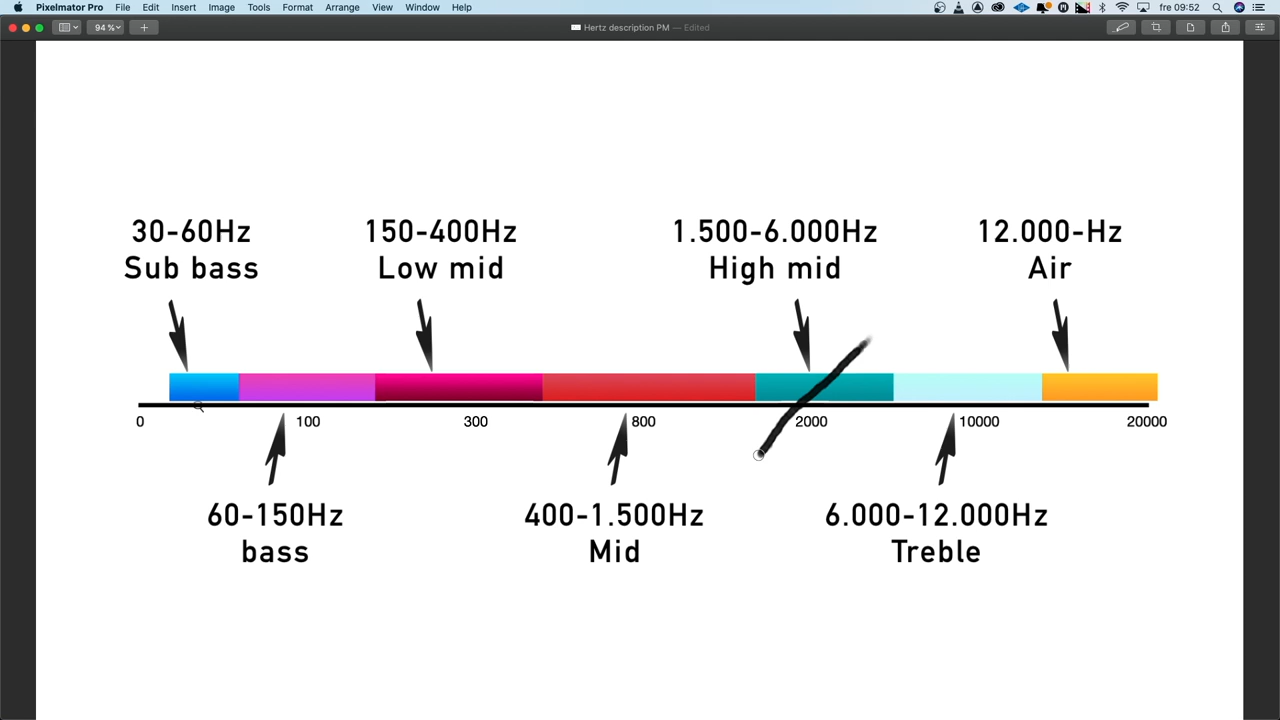 Pixelmator Pro File Edit Insert Image Tools Format Arrange View Window Help fre 09:52
94 % Hertz description PM — Edited
30-60Hz 150-400Hz 1.500-6.000Hz 12.000-Hz
Sub bass Low mid High mid Air
0 100 300 800 2000 10000 20000
60-150Hz 400-1.500Hz 6.000-12.000Hz
bass Mid Treble